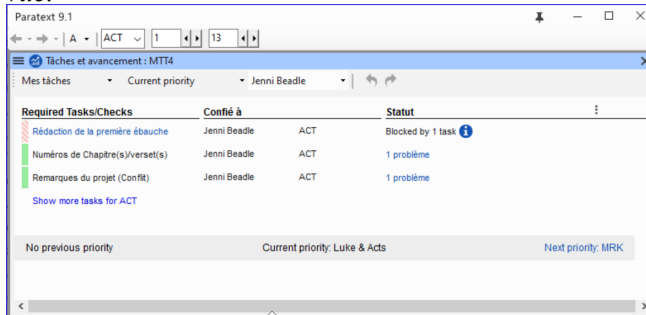 Paratext 9.1
A ACT 1 13
Tâches et avancement : MTT4
Mes tâches Current priority Jenni Beadle
Required Tasks/Checks Confié à Statut
Rédaction de la première ébauche Jenni Beadle ACT Blocked by 1 task
Numéros de Chapitre(s)/verset(s) Jenni Beadle ACT 1 problème
Remarques du projet (Conflit) Jenni Beadle ACT 1 problème
Show more tasks for ACT
No previous priority Current priority: Luke & Acts Next priority: MRK